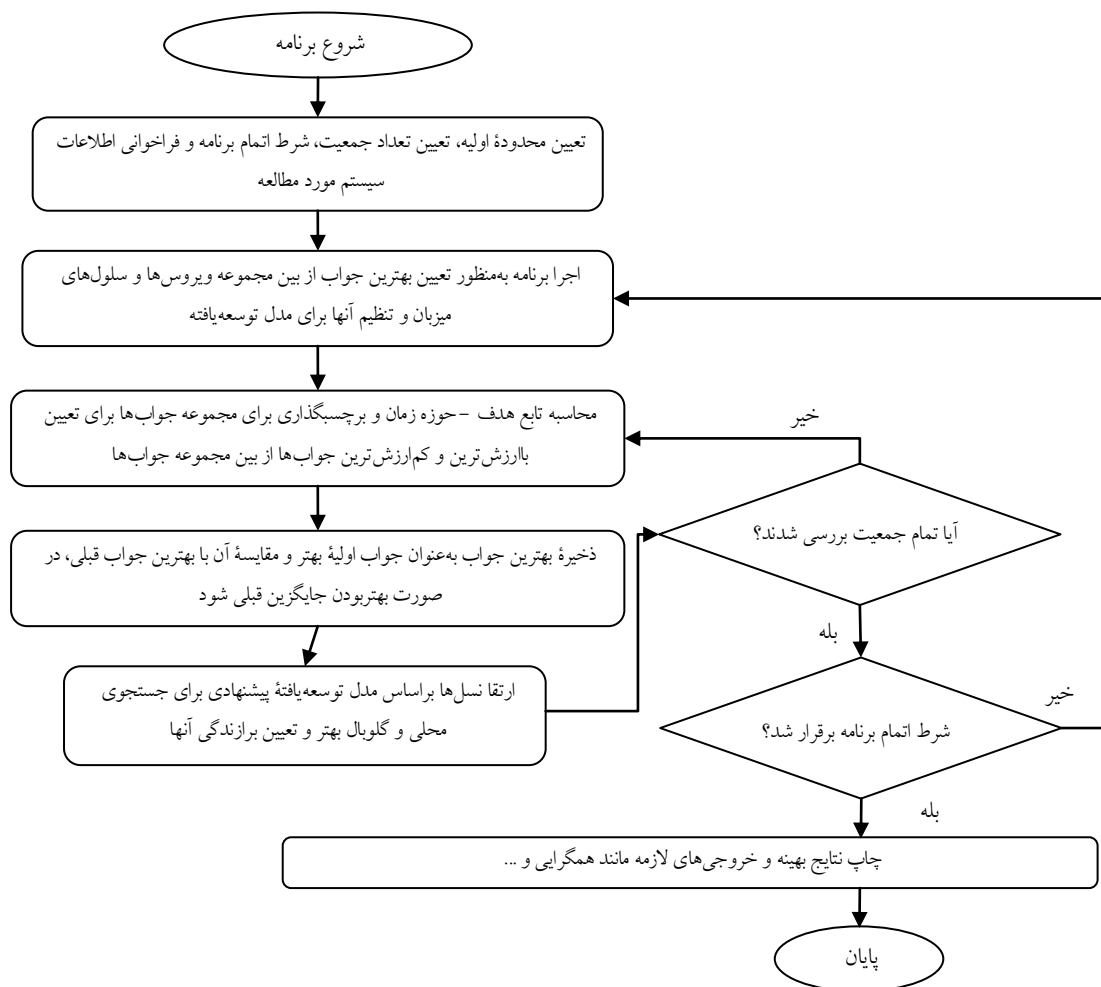 شروع برنامه
تعیین محدودۀ اولیه، تعیین تعداد جمعیت، شرط اتمام برنامه و فراخوانی اطلاعات
سیستم مورد مطالعه
اجرا برنامه به‌منظور تعیین بهترین جواب از بین مجموعه ویروس‌ها و سلول‌های
میزبان و تنظیم آنها برای مدل توسعه‌یافته
محاسبه تابع هدف – حوزه زمان و برچسبگذاری برای مجموعه جواب‌ها برای تعیین
باارزش‌ترین و کم‌ارزش‌ترین جواب‌ها از بین مجموعه جواب‌ها
ذخیرۀ بهترین جواب به‌عنوان جواب اولیۀ بهتر و مقایسۀ آن با بهترین جواب قبلی، در
صورت بهتربودن جایگزین قبلی شود
ارتقا نسل‌ها براساس مدل توسعه‌یافتۀ پیشنهادی برای جستجوی
محلی و گلوبال بهتر و تعیین برازندگی آنها
خیر
آیا تمام جمعیت بررسی شدند؟
بله
خیر
شرط اتمام برنامه برقرار شد؟
بله
چاپ نتایج بهینه و خروجی‌های لازمه مانند همگرایی و ...
پایان